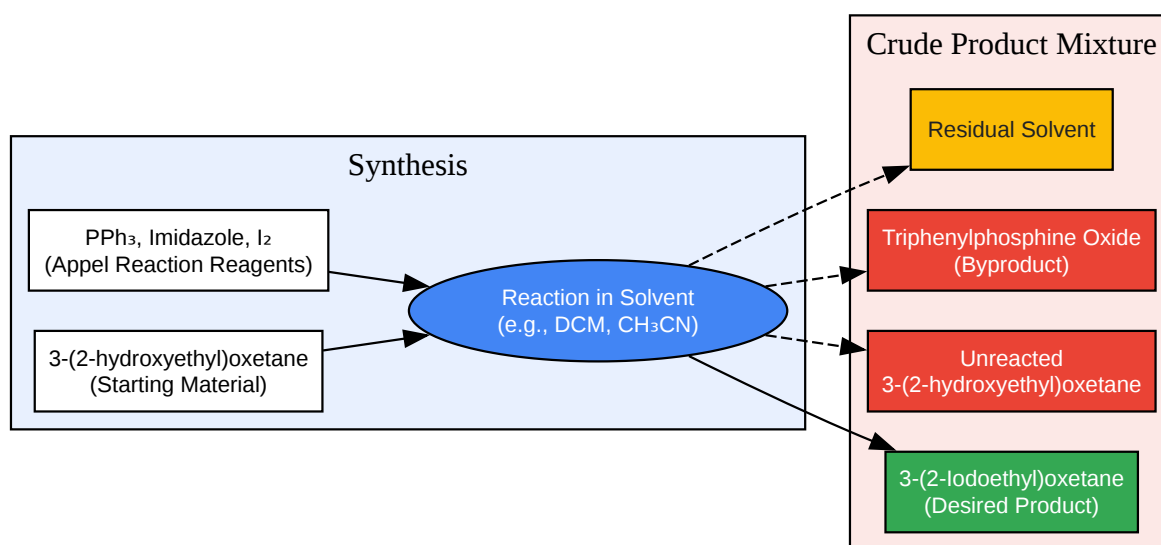 Synthesis
PPh₃, Imidazole, I₂
(Appel Reaction Reagents)
3-(2-hydroxyethyl)oxetane
(Starting Material)
Reaction in Solvent
(e.g., DCM, CH₃CN)
Crude Product Mixture
Residual Solvent
Triphenylphosphine Oxide
(Byproduct)
Unreacted
3-(2-hydroxyethyl)oxetane
3-(2-Iodoethyl)oxetane
(Desired Product)